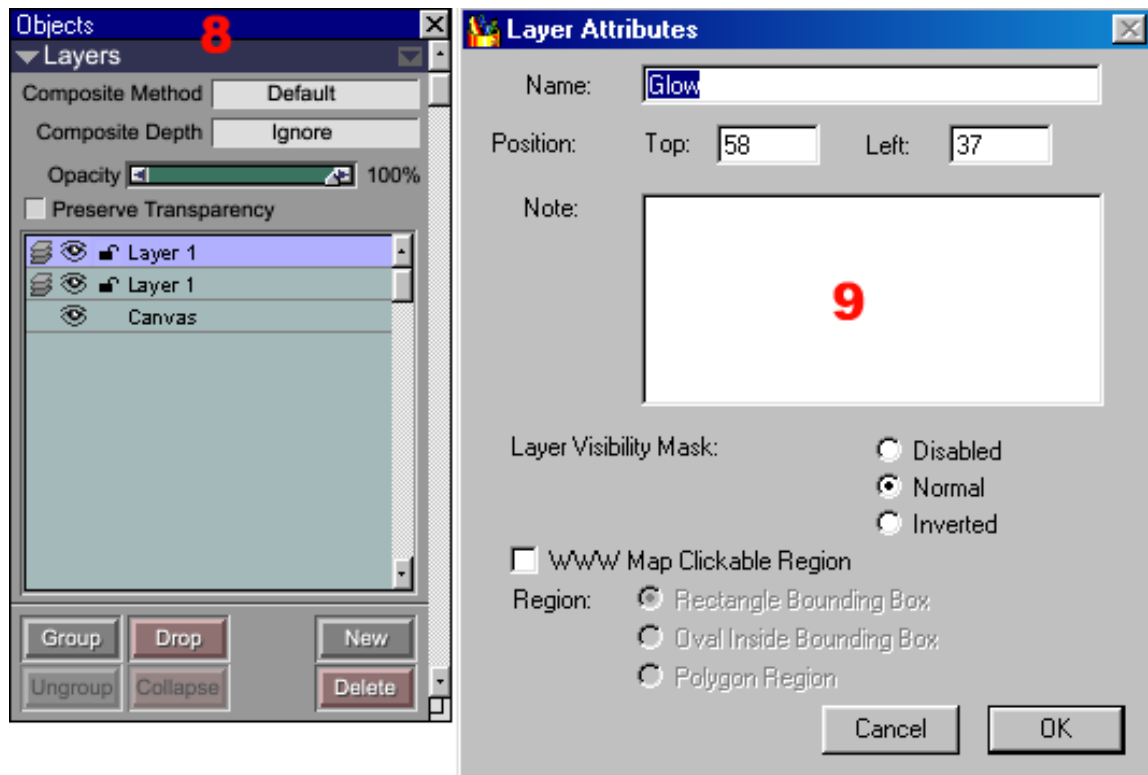 Objects
8
Layers
Composite Method Default
Composite Depth Ignore
Opacity 100%
Preserve Transparency
Layer 1
Layer 1
Canvas
Group Drop New
Ungroup Collapse Delete
Layer Attributes
Name: Glow
Position: Top: 58 Left: 37
Note:
9
Layer Visibility Mask: Disabled
Normal
Inverted
WWW Map Clickable Region
Region: Rectangle Bounding Box
Oval Inside Bounding Box
Polygon Region
Cancel OK